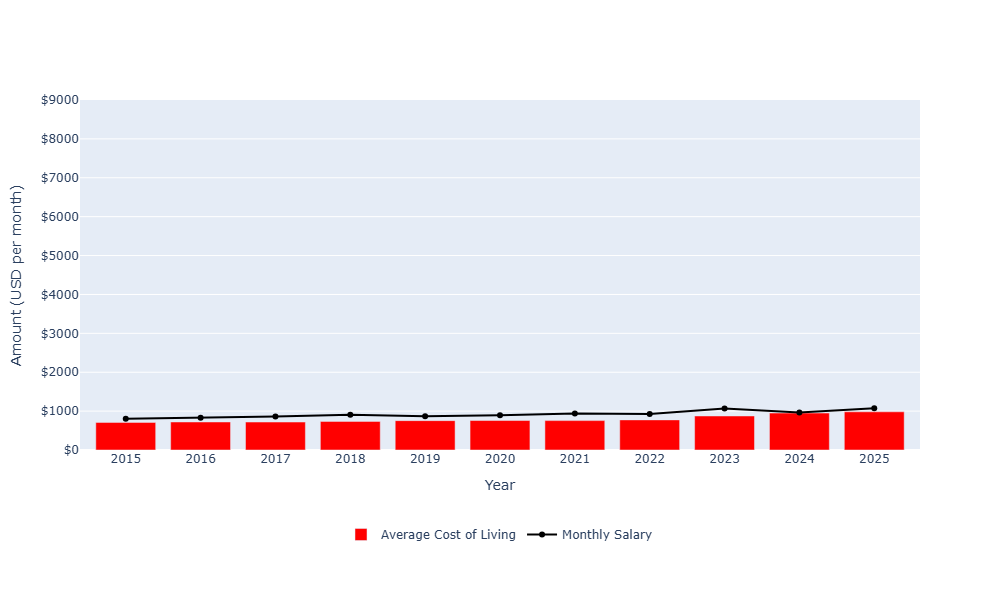 $9000
$8000
$7000
$6000
$5000
$4000
$3000
$2000
$1000
$0
Amount (USD per month)
2015 2016 2017 2018 2019 2020 2021 2022 2023 2024 2025
Year
Average Cost of Living Monthly Salary